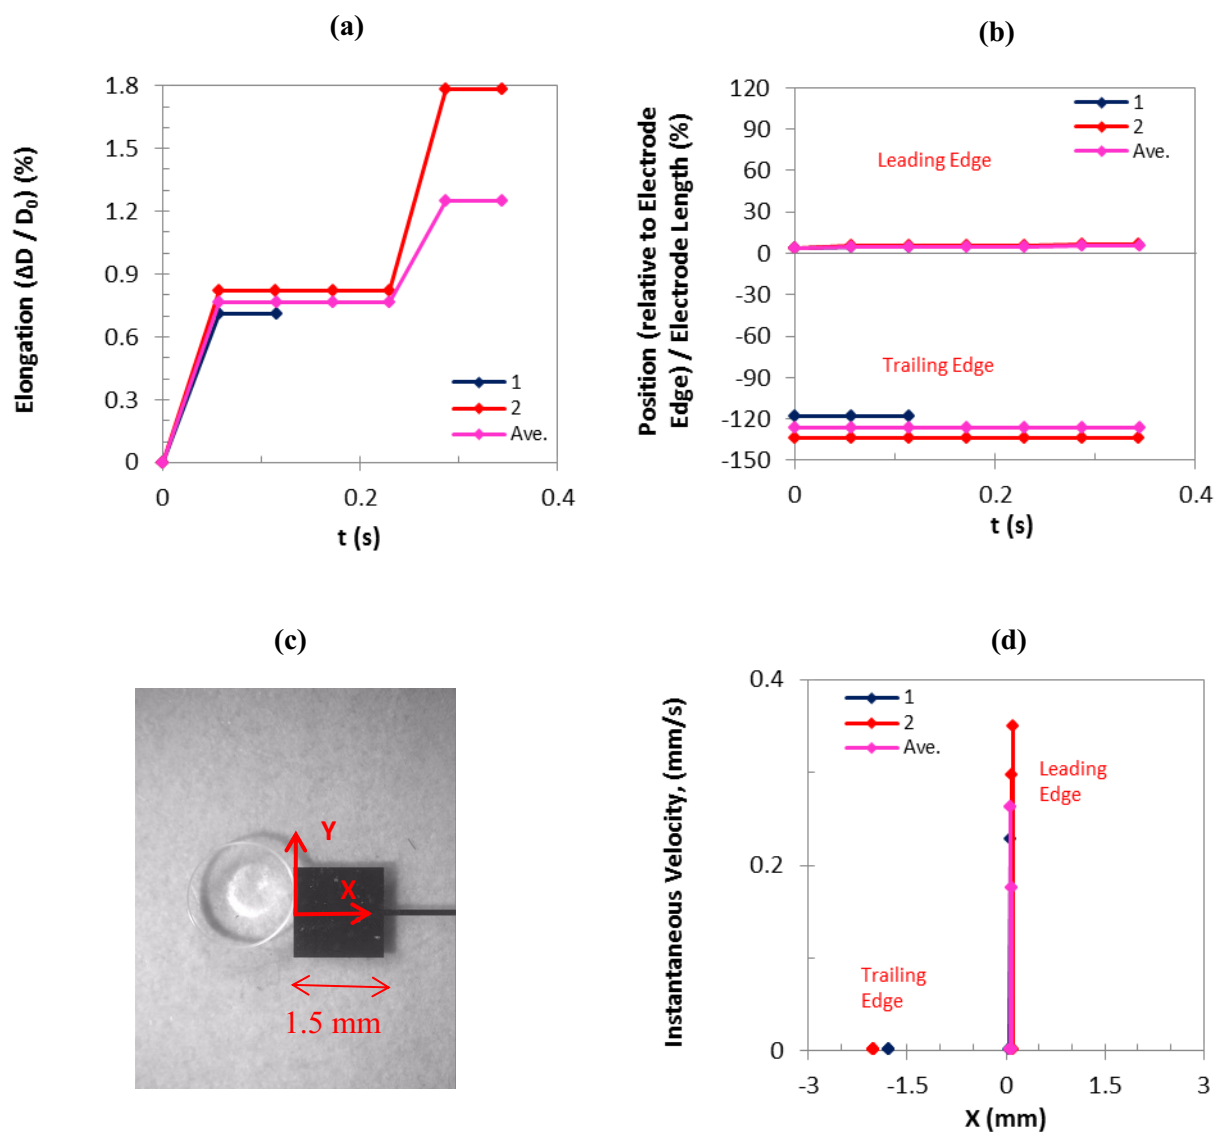 (a)
Elongation (ΔD / D₀) (%)
1.8
1.5
1.2
0.9
0.6
0.3
0
0
0.2
0.4
t (s)
1
2
Ave.
(b)
Position (relative to Electrode
Edge) / Electrode Length (%)
120
90
60
30
0
-30
-60
-90
-120
-150
0
0.2
0.4
t (s)
1
2
Ave.
Leading Edge
Trailing Edge
(c)
Y
X
1.5 mm
(d)
Instantaneous Velocity, (mm/s)
0.4
0.2
0
-3
-1.5
0
1.5
3
X (mm)
1
2
Ave.
Leading
Edge
Trailing
Edge